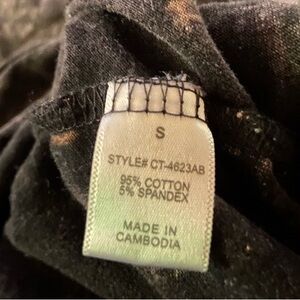 S
STYLE# CT-4623AB
95% COTTON
5% SPANDEX
MADE IN
CAMBODIA